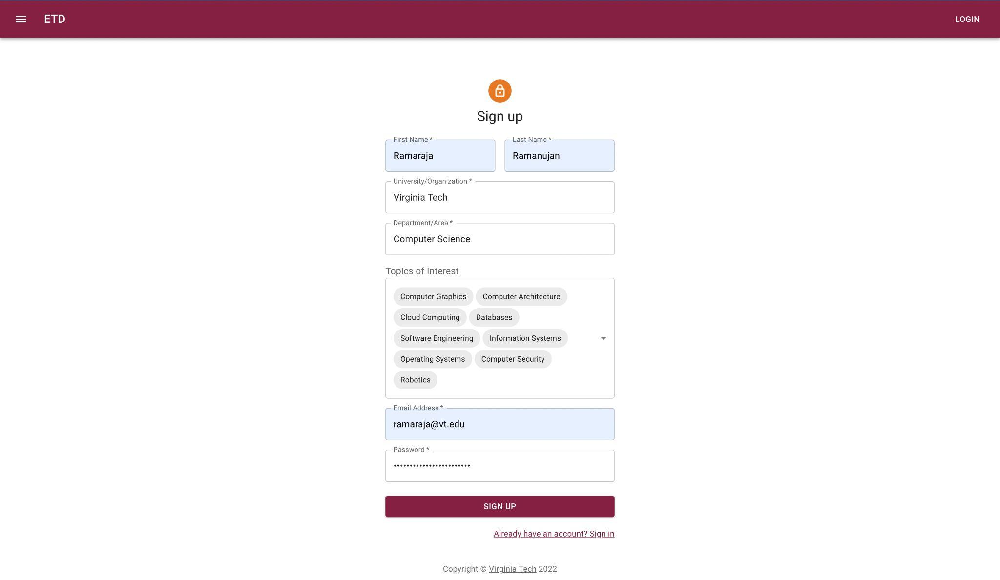 ETD
LOGIN
Sign up
First Name *
Last Name *
Ramaraja
Ramanujan
University/Organization *
Virginia Tech
Department/Area *
Computer Science
Topics of Interest
Computer Graphics
Computer Architecture
Cloud Computing
Databases
Software Engineering
Information Systems
Operating Systems
Computer Security
Robotics
Email Address *
ramaraja@vt.edu
Password *
••••••••••••••••••••••••
SIGN UP
Already have an account? Sign in
Copyright © Virginia Tech 2022